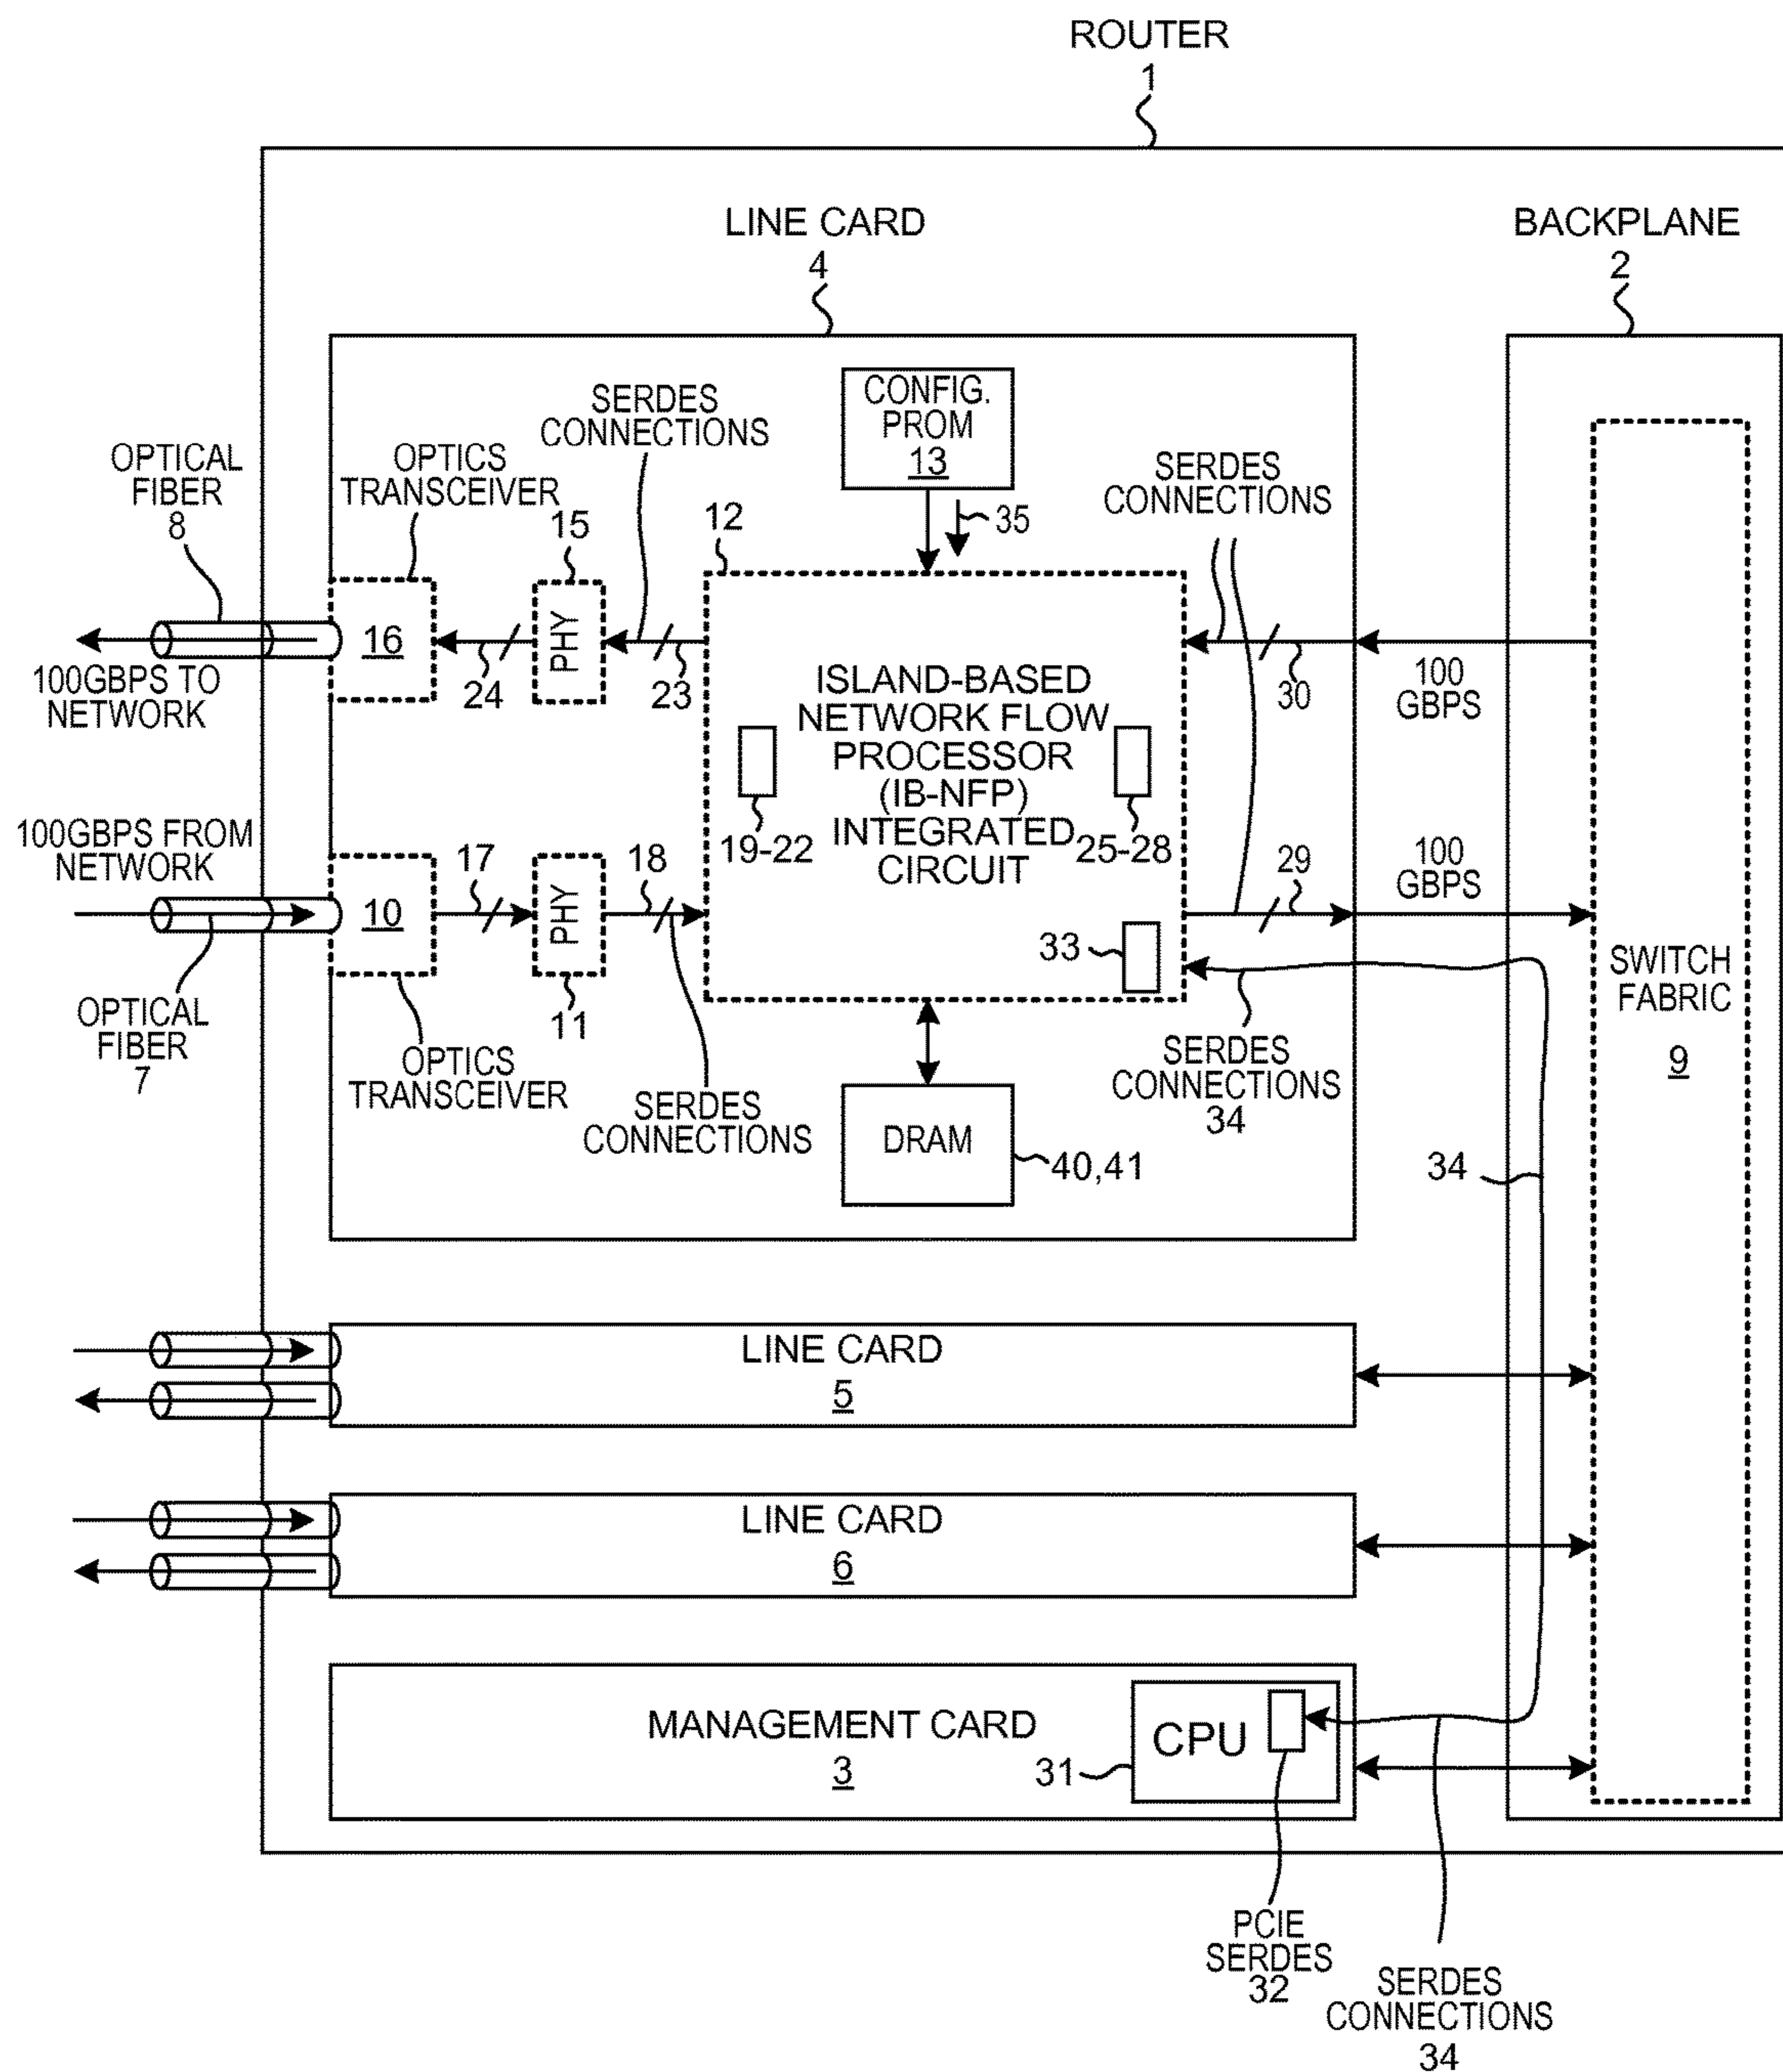 ROUTER
1
LINE CARD
4
BACKPLANE
2
CONFIG.
PROM
13
35
SERDES
CONNECTIONS
OPTICAL
FIBER
8
OPTICS
TRANSCEIVER
15
12
SERDES
CONNECTIONS
16
24
PHY
23
30
100
GBPS
100GBPS TO
NETWORK
ISLAND-BASED
NETWORK FLOW
PROCESSOR
(IB-NFP)
INTEGRATED
CIRCUIT
19-22
25-28
100GBPS FROM
NETWORK
10
17
PHY
18
29
100
GBPS
33
SWITCH
FABRIC
9
OPTICAL
FIBER
7
11
OPTICS
TRANSCEIVER
SERDES
CONNECTIONS
SERDES
CONNECTIONS
34
DRAM
40,41
34
LINE CARD
5
LINE CARD
6
MANAGEMENT CARD
3
31
CPU
PCIE
SERDES
32
SERDES
CONNECTIONS
34